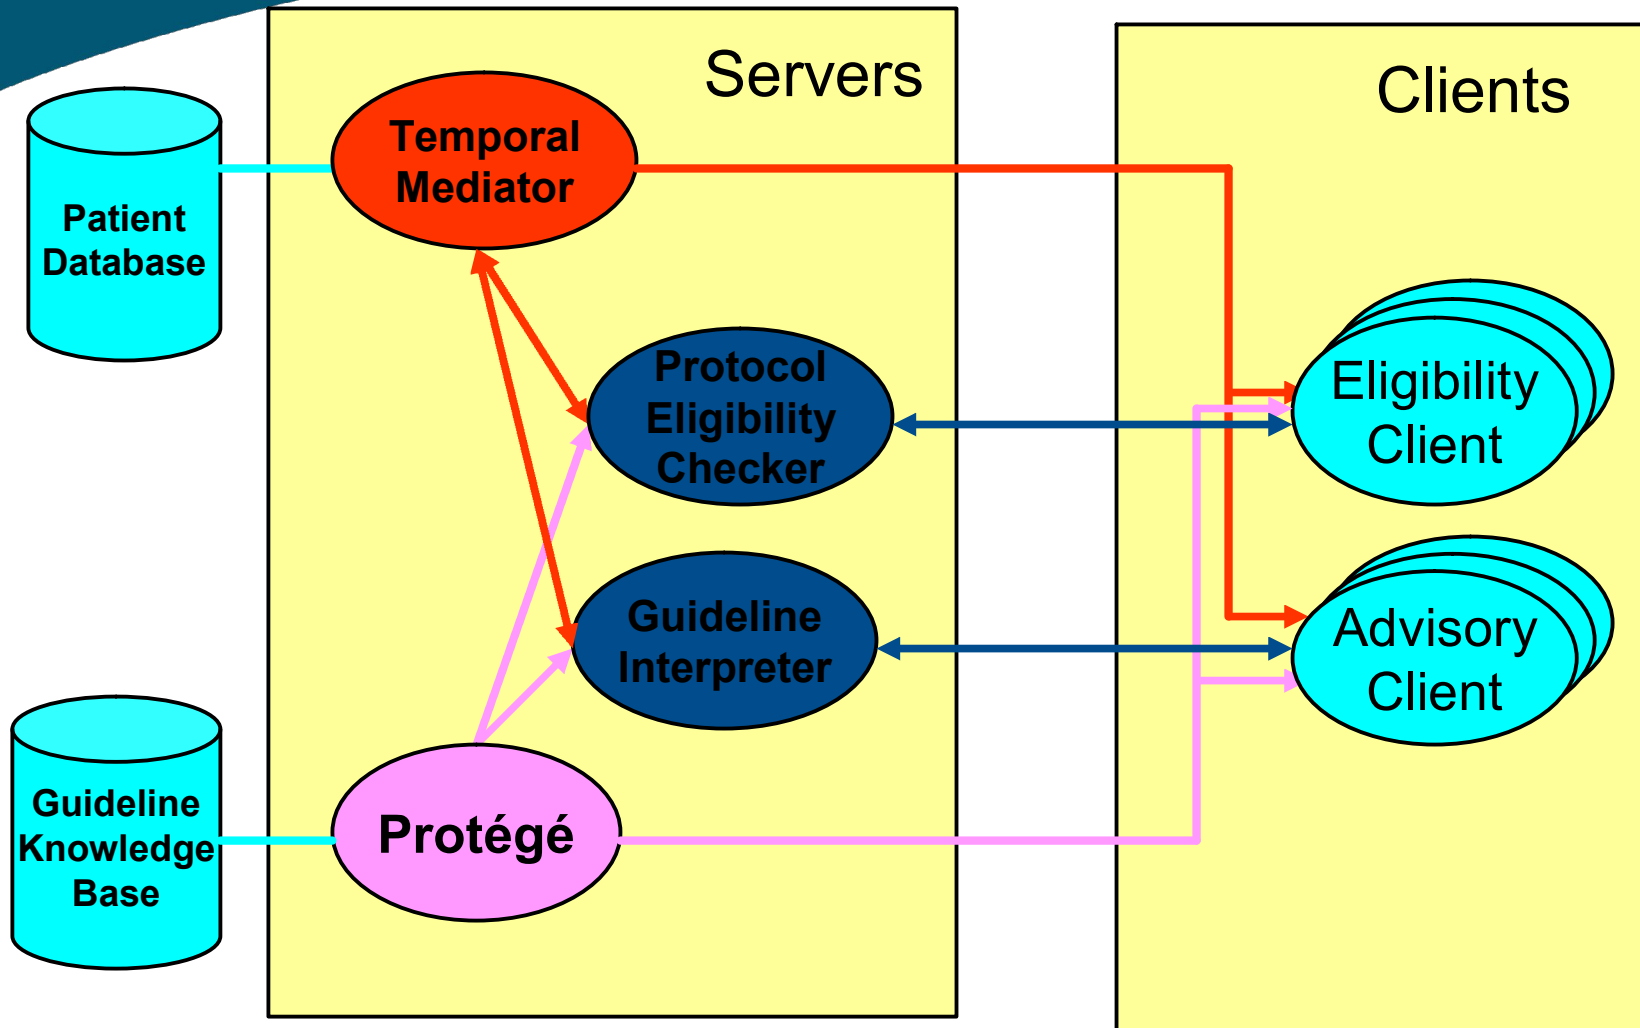 Servers
Clients
Temporal
Mediator
Patient
Database
Protocol
Eligibility
Checker
Eligibility
Client
Guideline
Interpreter
Advisory
Client
Guideline
Knowledge
Base
Protégé